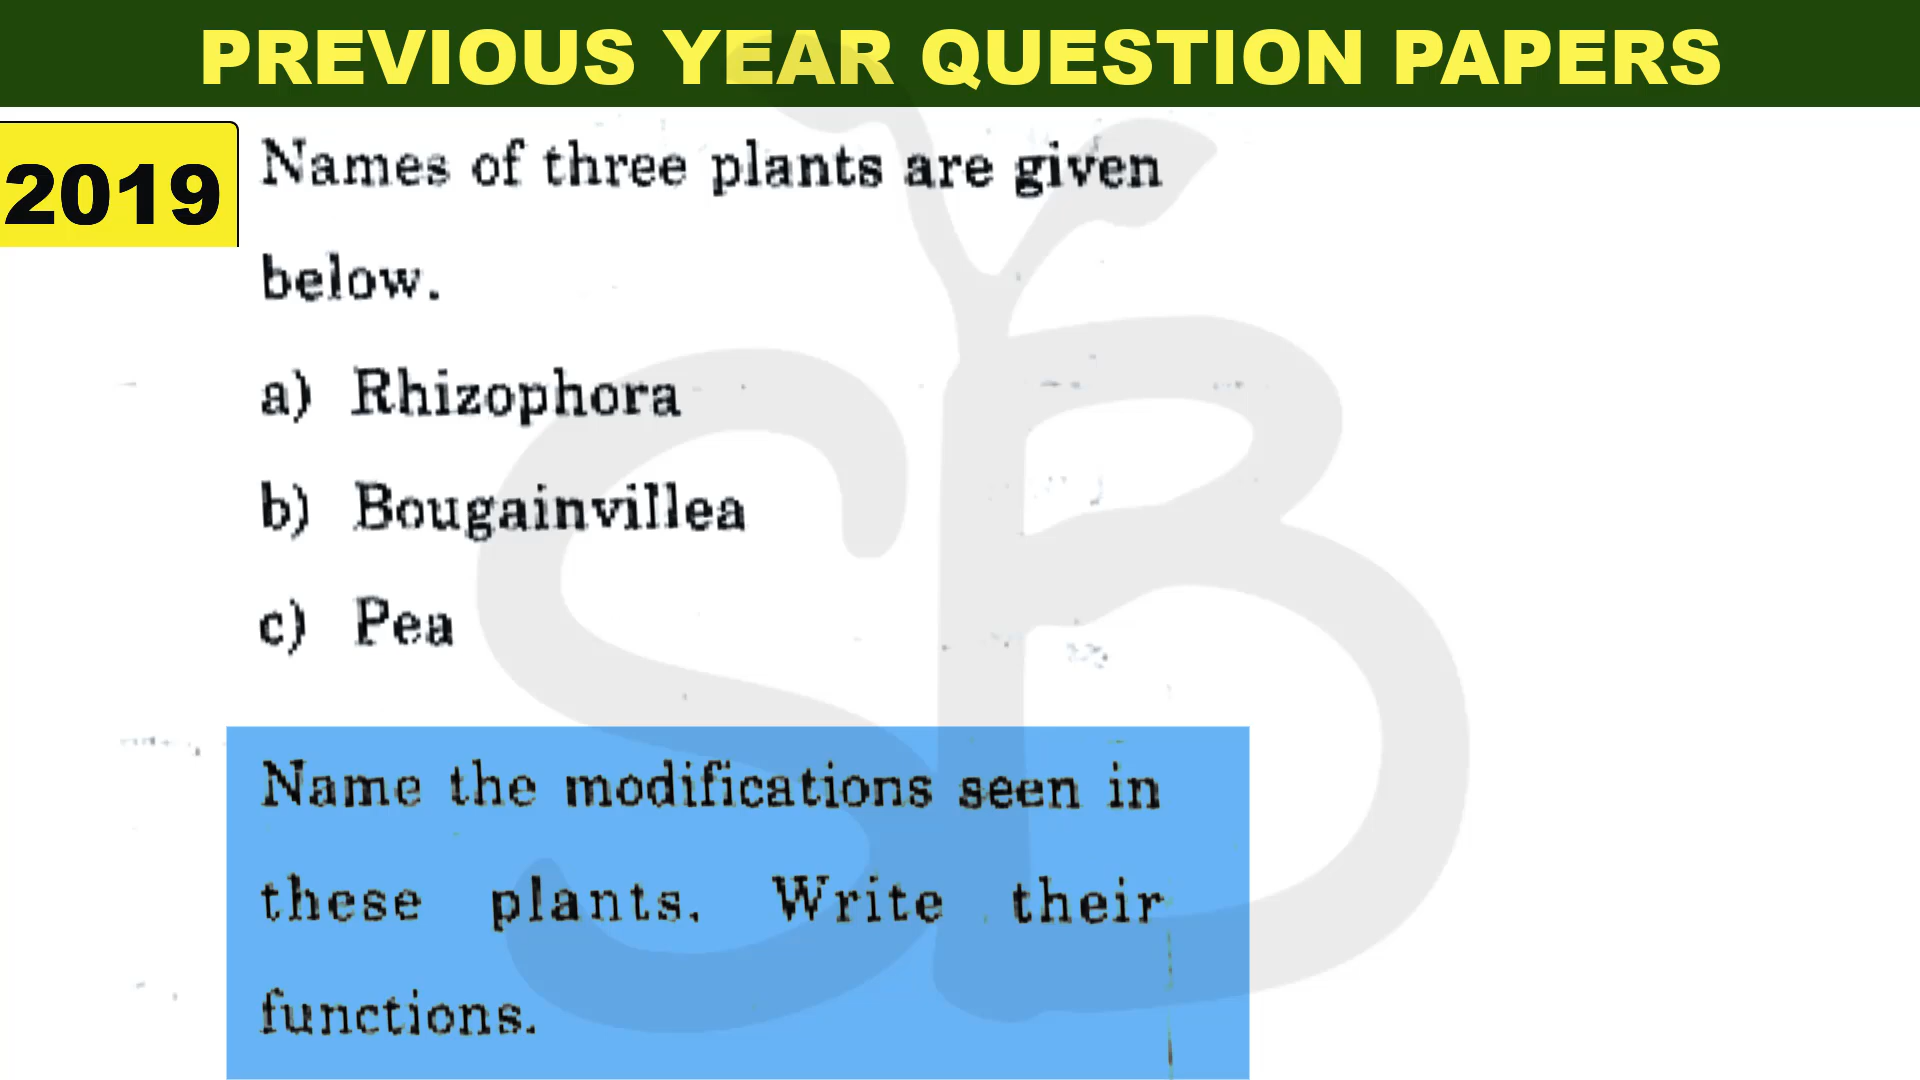 PREVIOUS YEAR QUESTION PAPERS
2019
Names of three plants are given
below.
a) Rhizophora
b) Bougainvillea
c) Pea
Name the modifications seen in
these plants. Write their
functions.
SB